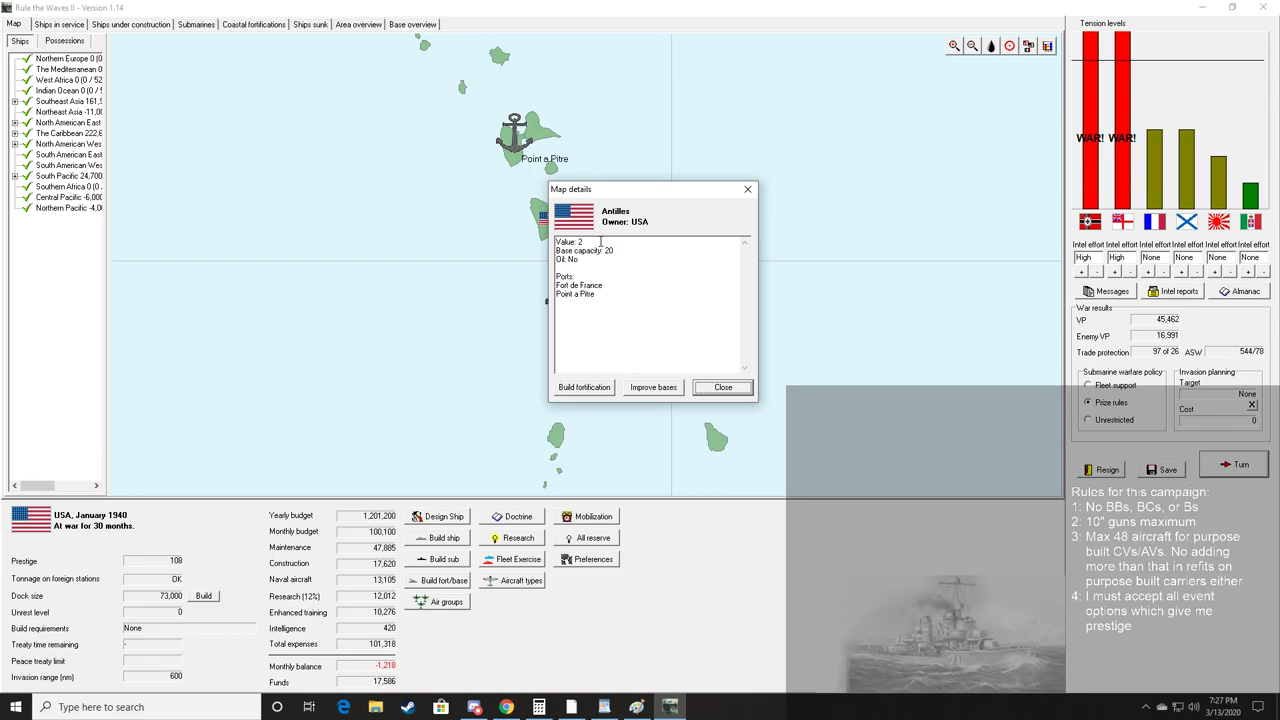 Rule the Waves II - Version 1.14
Map Ships in service Ships under construction Submarines Coastal fortifications Ships sunk Area overview Base overview
Ships Possessions
Northern Europe 0 (0
The Mediterranean 0
West Africa 0 (0 / 52
Indian Ocean 0 (0 /
Southeast Asia 161,9
Northeast Asia -11,00
North American East
The Caribbean 222,6
North American Wes
South American East
South American Wes
South Pacific 24,700
Southern Africa 0 (0
Central Pacific -6,000
Northern Pacific -4,0
Point a Pitre
Map details
Antilles
Owner: USA
Value: 2
Base capacity: 20
Oil: No
Ports:
Fort de France
Point a Pitre
Build fortification Improve bases Close
Tension levels
WAR! WAR!
Intel effort Intel effort Intel effort Intel effort Intel effort Intel effort
High High None None None None
+ - + - + - + - + - + -
Messages Intel reports Almanac
War results
VP 45,462
Enemy VP 16,991
Trade protection 97 of 26 ASW 544/78
Submarine warfare policy
Fleet support
Prize rules
Unrestricted
Invasion planning
Target
None
Cost X
0
Resign Save Turn
Rules for this campaign:
1: No BBs, BCs, or Bs
2: 10" guns maximum
3: Max 48 aircraft for purpose
built CVs/AVs. No adding
more than that in refits on
purpose built carriers either
4: I must accept all event
options which give me
prestige
USA, January 1940
At war for 30 months.
Prestige 108
Tonnage on foreign stations OK
Dock size 73,000 Build
Unrest level 0
Build requirements None
Treaty time remaining -
Peace treaty limit
Invasion range (nm) 600
Yearly budget 1,201,200
Monthly budget 100,100
Maintenance 47,885
Construction 17,620
Naval aircraft 13,105
Research (12%) 12,012
Enhanced training 10,276
Intelligence 420
Total expenses 101,318
Monthly balance -1,218
Funds 17,586
Design Ship Doctrine Mobilization
Build ship Research All reserve
Build sub Fleet Exercise Preferences
Build fort/base Aircraft types
Air groups
Type here to search
7:27 PM
3/13/2020